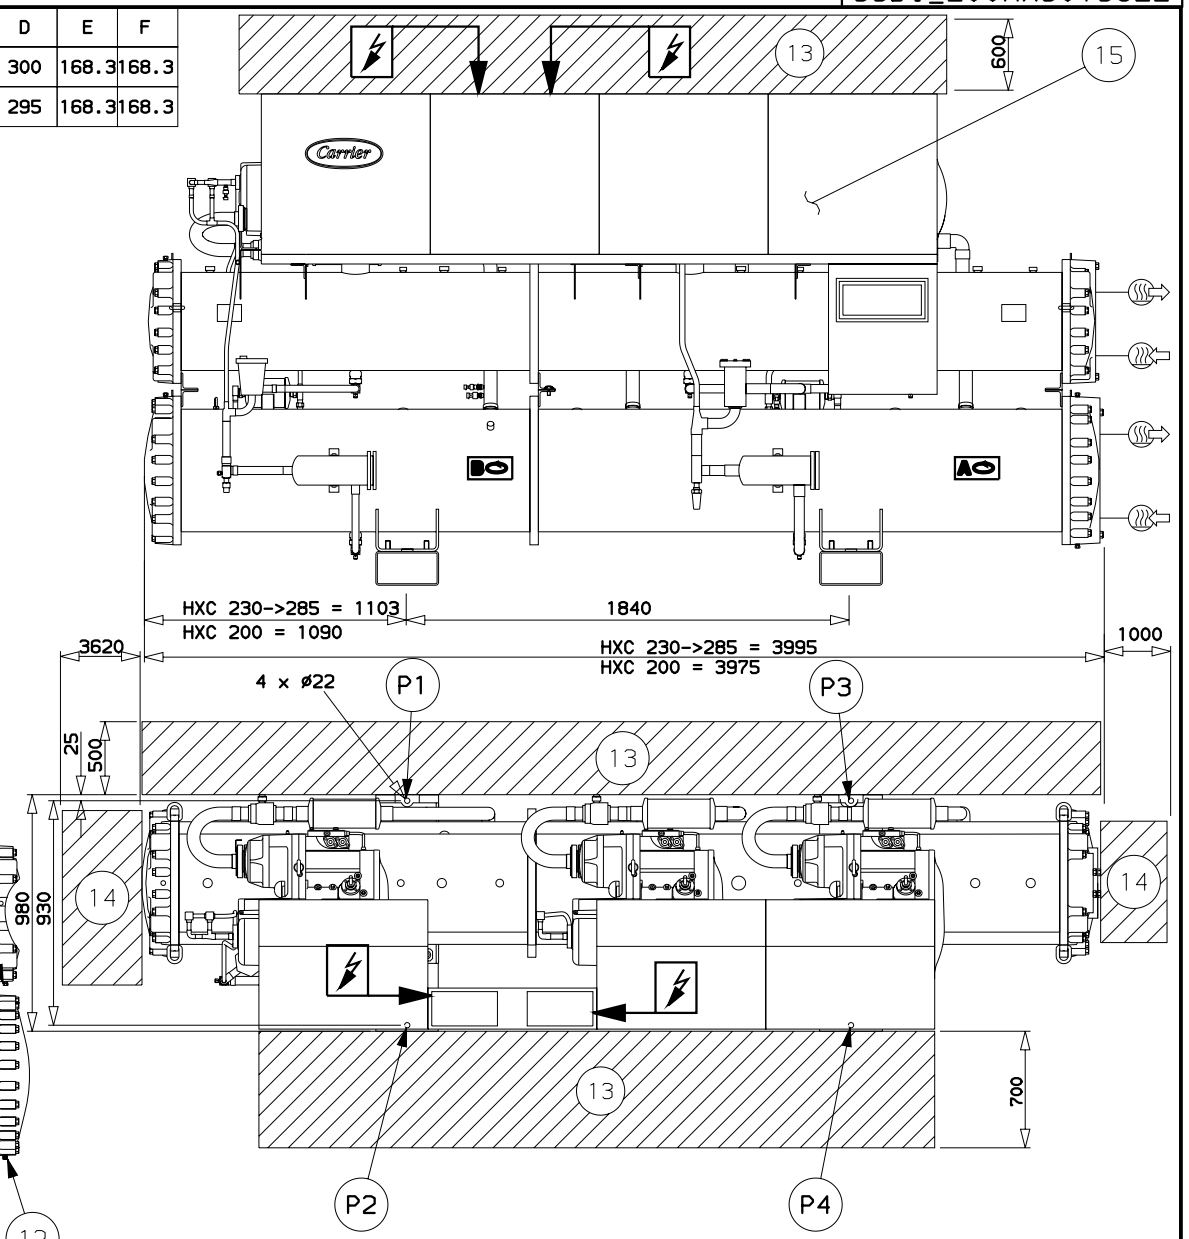 D E F
300 168.3 168.3
295 168.3 168.3
13
600
15
Carrier
B
A
HXC 230->285 = 1103
HXC 200 = 1090
1840
3620
HXC 230->285 = 3995
HXC 200 = 3975
1000
4 x ø22
P1
P3
25
500
13
14
14
980
930
13
700
P2
P4